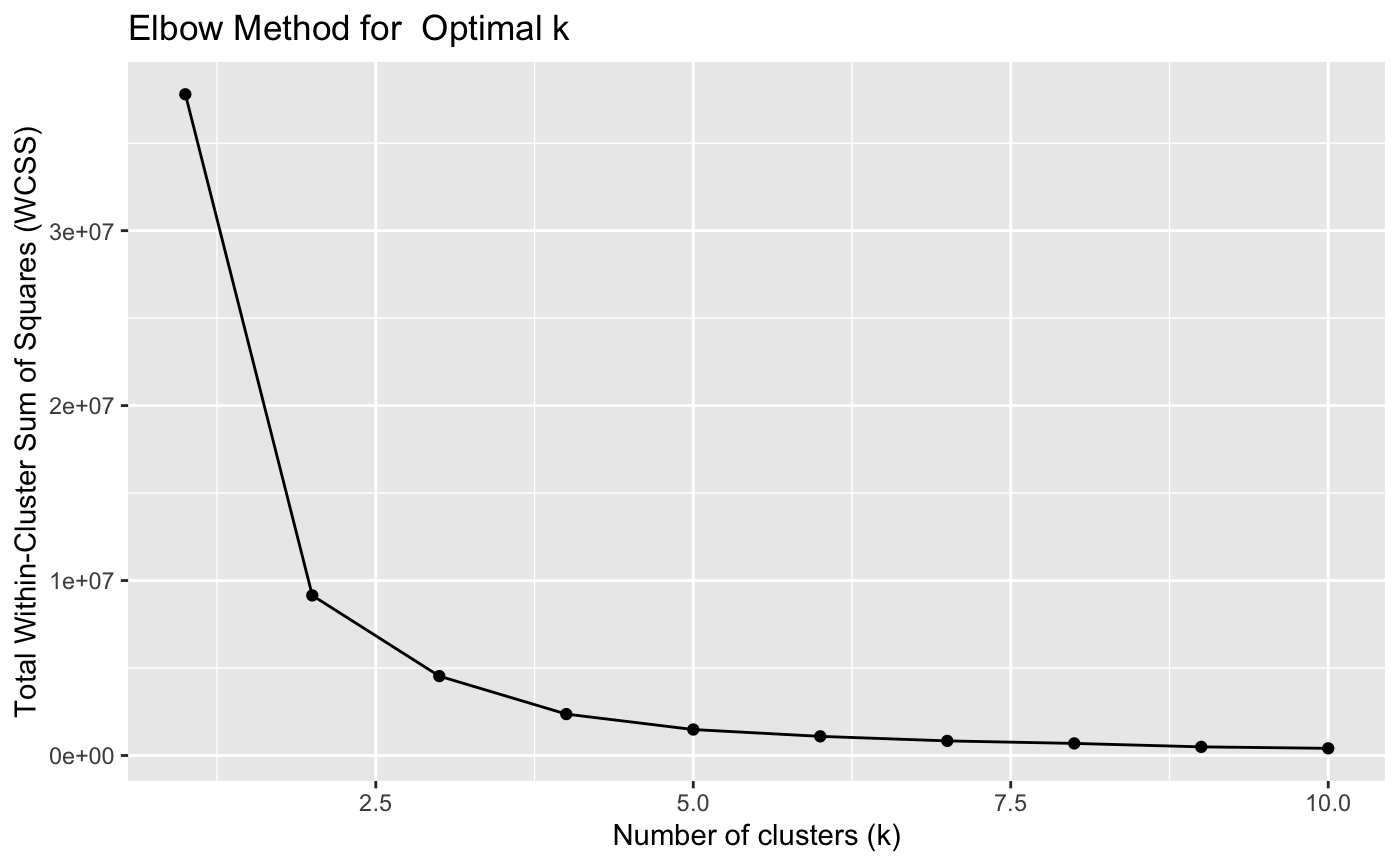 Elbow Method for  Optimal k
Total Within-Cluster Sum of Squares (WCSS)
3e+07
2e+07
1e+07
0e+00
2.5
5.0
7.5
10.0
Number of clusters (k)